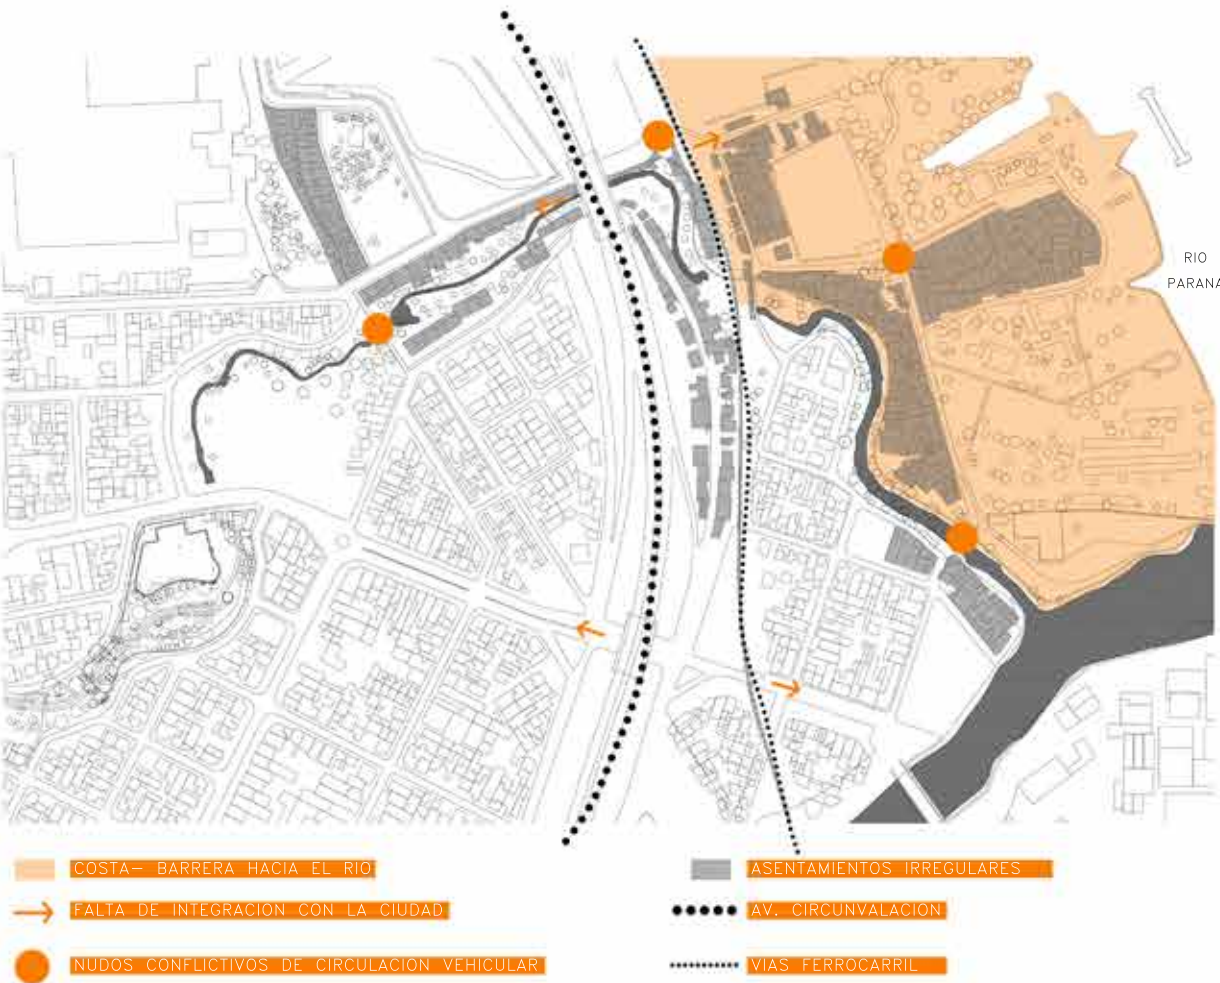 RIO
PARANA
COSTA- BARRERA HACIA EL RIO
ASENTAMIENTOS IRREGULARES
FALTA DE INTEGRACION CON LA CIUDAD
AV. CIRCUNVALACION
NUDOS CONFLICTIVOS DE CIRCULACION VEHICULAR
VIAS FERROCARRIL